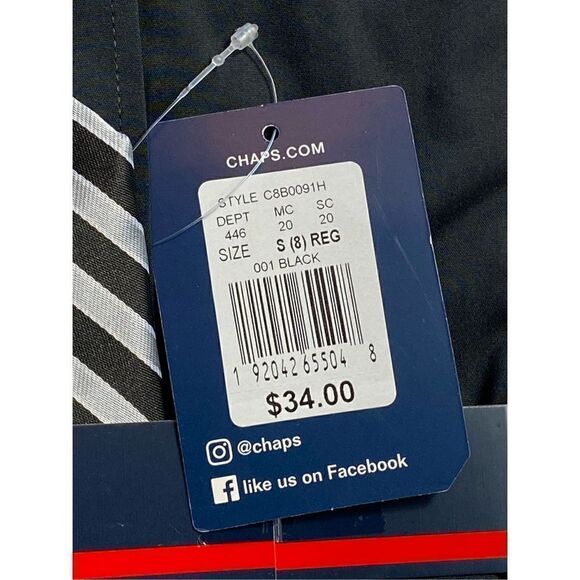 CHAPS.COM
STYLE C8B0091H
DEPT MC SC
446 20 20
SIZE S (8) REG
001 BLACK
1 92042 65504 8
$34.00
@chaps
like us on Facebook